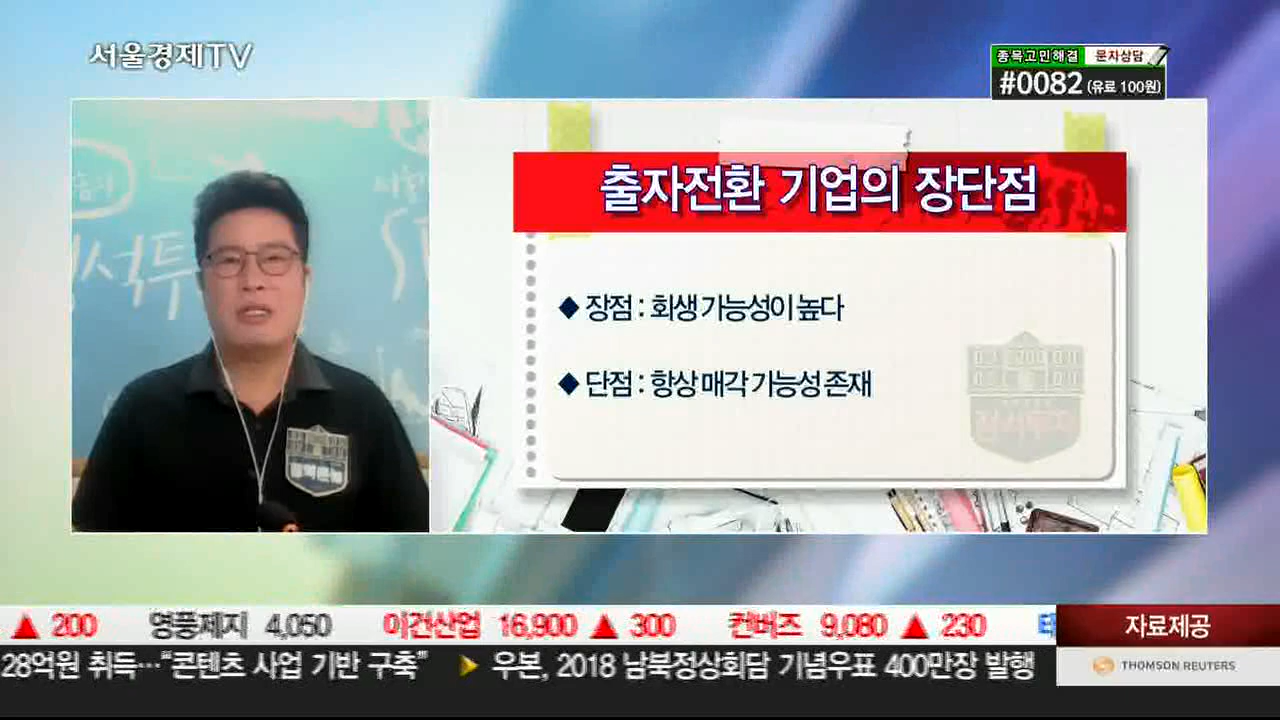 서울경제TV
종목고민해결 문자상담
#0082 (유료 100원)
출자전환 기업의 장단점
◆ 장점 : 회생 가능성이 높다
◆ 단점 : 항상 매각 가능성 존재
석투
▲ 200 영풍제지 4,050 이건산업 16,900 ▲ 300 컨버즈 9,080 ▲ 230
자료제공
28억원 취득…“콘텐츠 사업 기반 구축” ▶ 우본, 2018 남북정상회담 기념우표 400만장 발행
THOMSON REUTERS